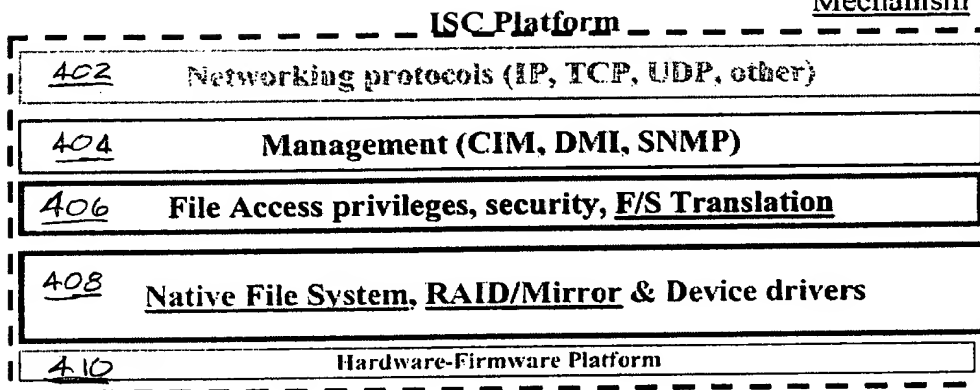 Mechanism
ISC Platform
402 Networking protocols (IP, TCP, UDP, other)
404 Management (CIM, DMI, SNMP)
406 File Access privileges, security, F/S Translation
408 Native File System, RAID/Mirror & Device drivers
410 Hardware-Firmware Platform